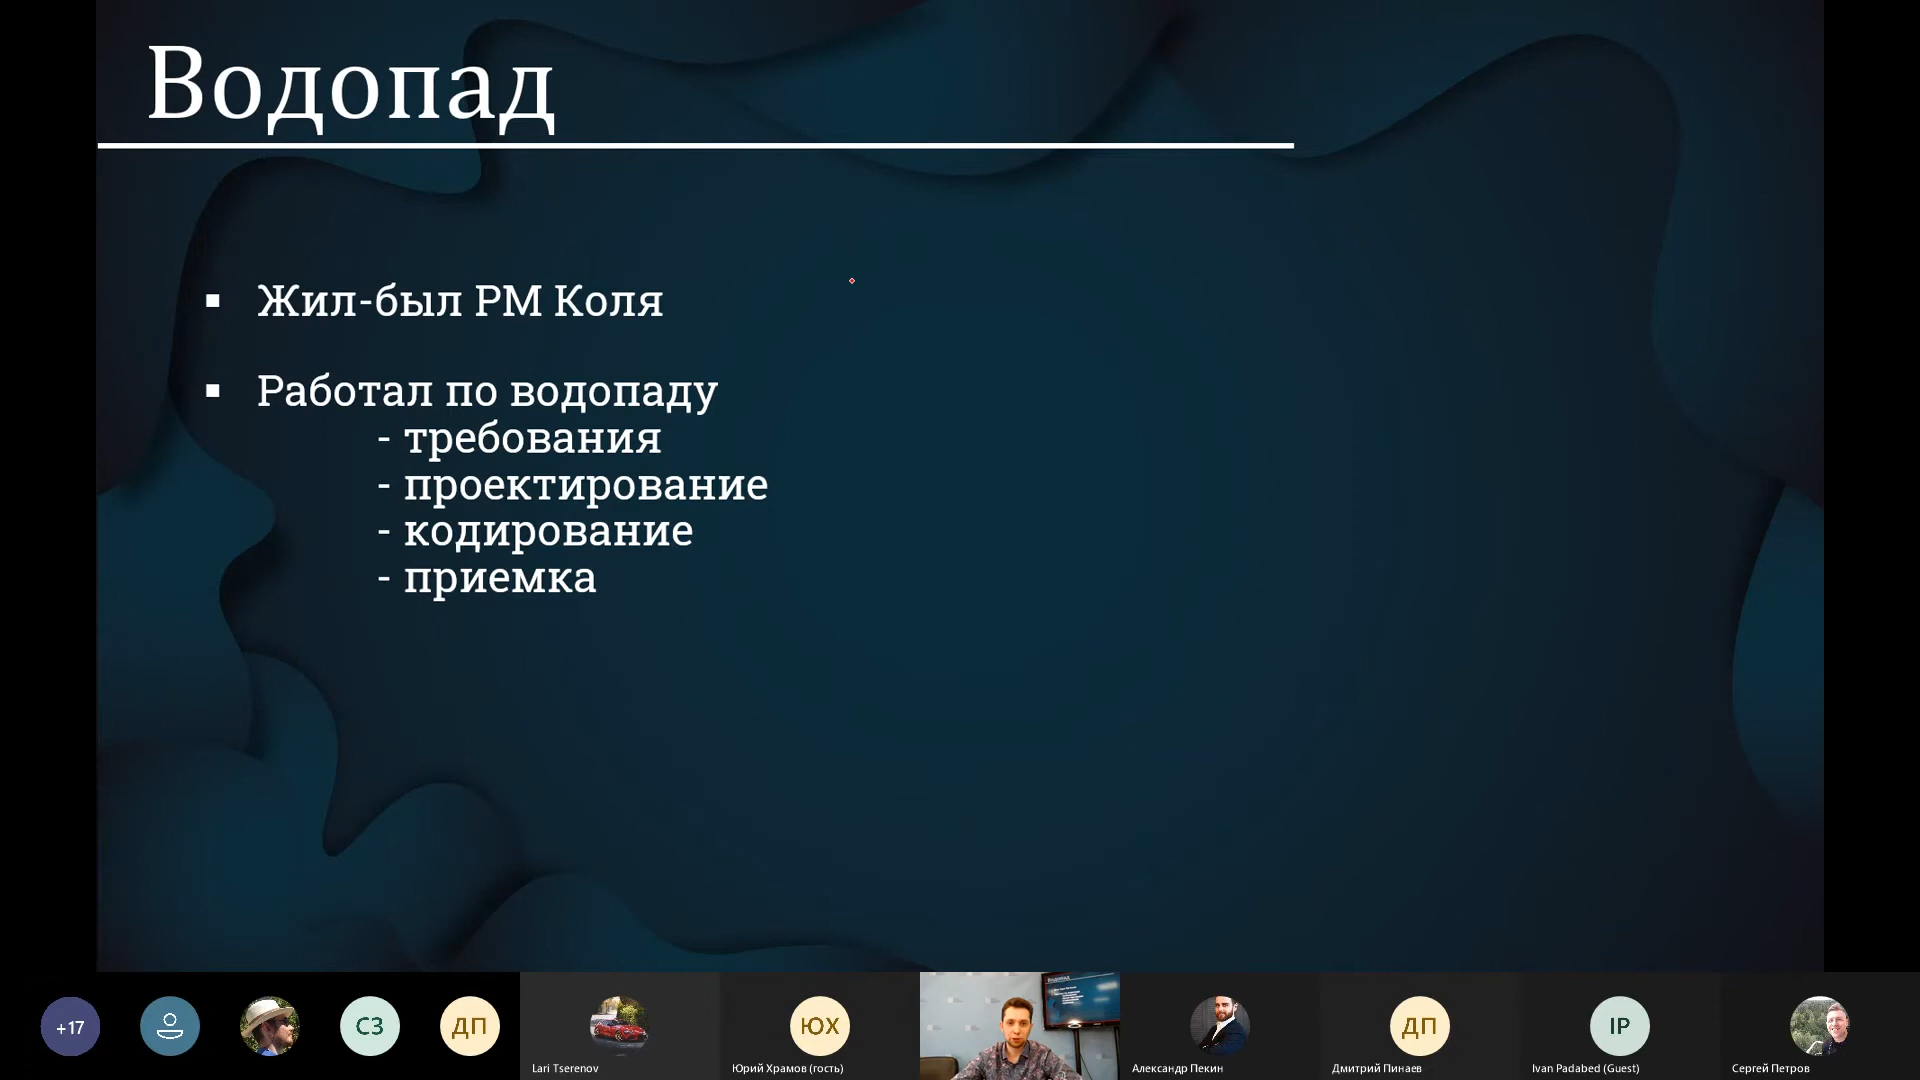 Водопад
▪ Жил-был РМ Коля
▪ Работал по водопаду
- требования
- проектирование
- кодирование
- приемка
+17
СЗ
ДП
Lari Tserenov
ЮХ
Юрий Храмов (гость)
Александр Пекин
ДП
Дмитрий Пинаев
IP
Ivan Padabed (Guest)
Сергей Петров